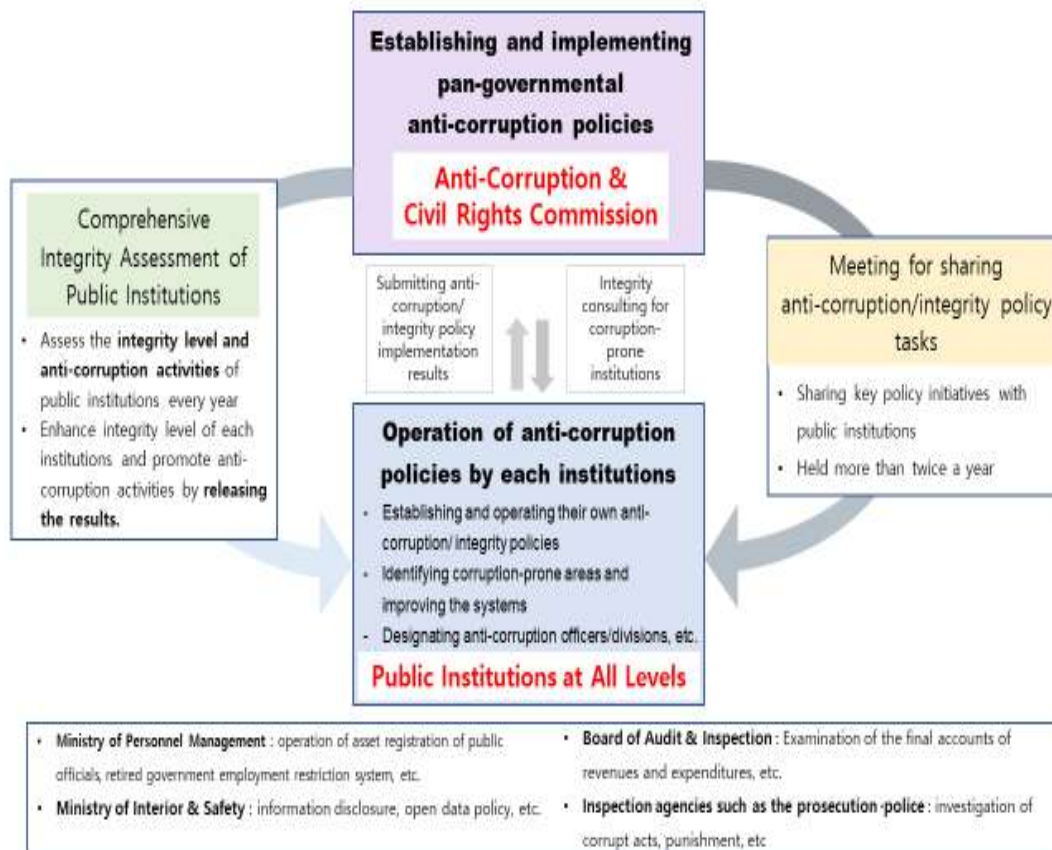 Establishing and implementing
pan-governmental
anti-corruption policies
Anti-Corruption &
Civil Rights Commission
Comprehensive
Integrity Assessment of
Public Institutions
• Assess the integrity level and
anti-corruption activities of
public institutions every year
• Enhance integrity level of each
institutions and promote anti-
corruption activities by releasing
the results.
Submitting anti-
corruption/
integrity policy
implementation
results
Integrity
consulting for
corruption-
prone
institutions
Meeting for sharing
anti-corruption/integrity policy
tasks
• Sharing key policy initiatives with
public institutions
• Held more than twice a year
Operation of anti-corruption
policies by each institutions
- Establishing and operating their own anti-
corruption/ integrity policies
- Identifying corruption-prone areas and
improving the systems
- Designating anti-corruption officers/divisions, etc.
Public Institutions at All Levels
• Ministry of Personnel Management : operation of asset registration of public
officials, retired government employment restriction system, etc.
• Ministry of Interior & Safety : information disclosure, open data policy, etc.
• Board of Audit & Inspection : Examination of the final accounts of
revenues and expenditures, etc.
• Inspection agencies such as the prosecution·police : investigation of
corrupt acts, punishment, etc